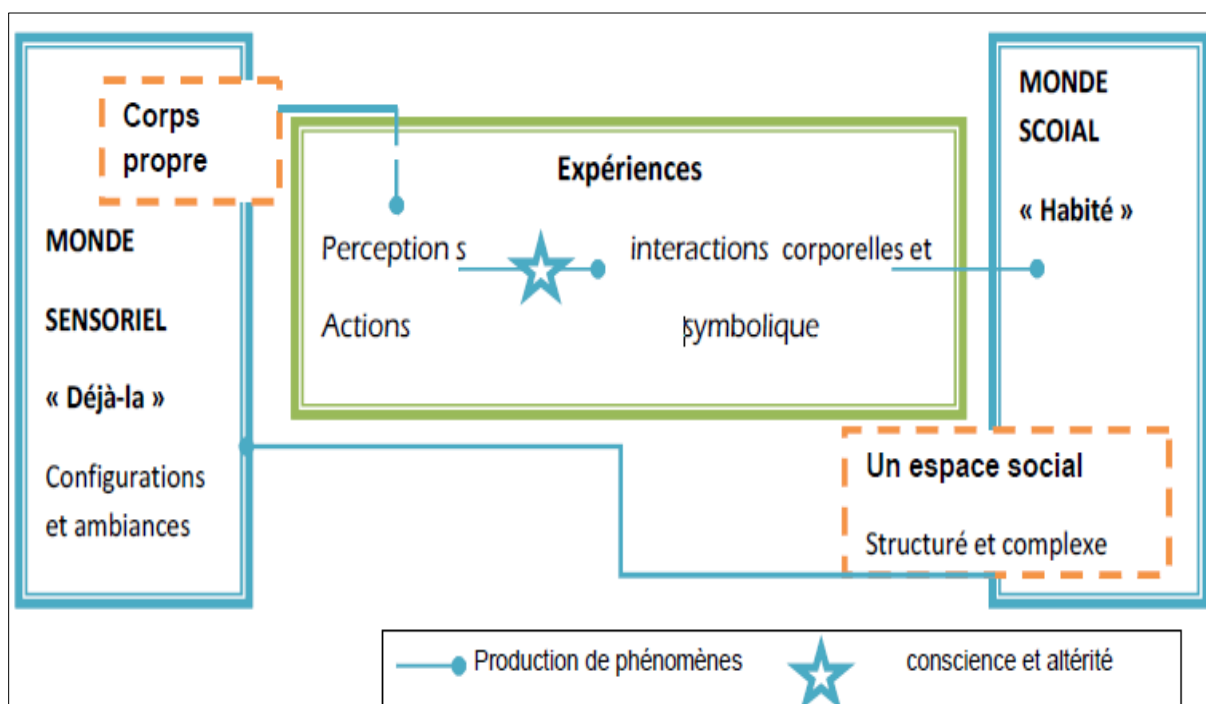 Corps
propre
MONDE
SENSORIEL
« Déjà-la »
Configurations
et ambiances
Expériences
Perception s
interactions corporelles et
Actions
symbolique
MONDE
SCOIAL
« Habité »
Un espace social
Structuré et complexe
Production de phénomènes
conscience et altérité